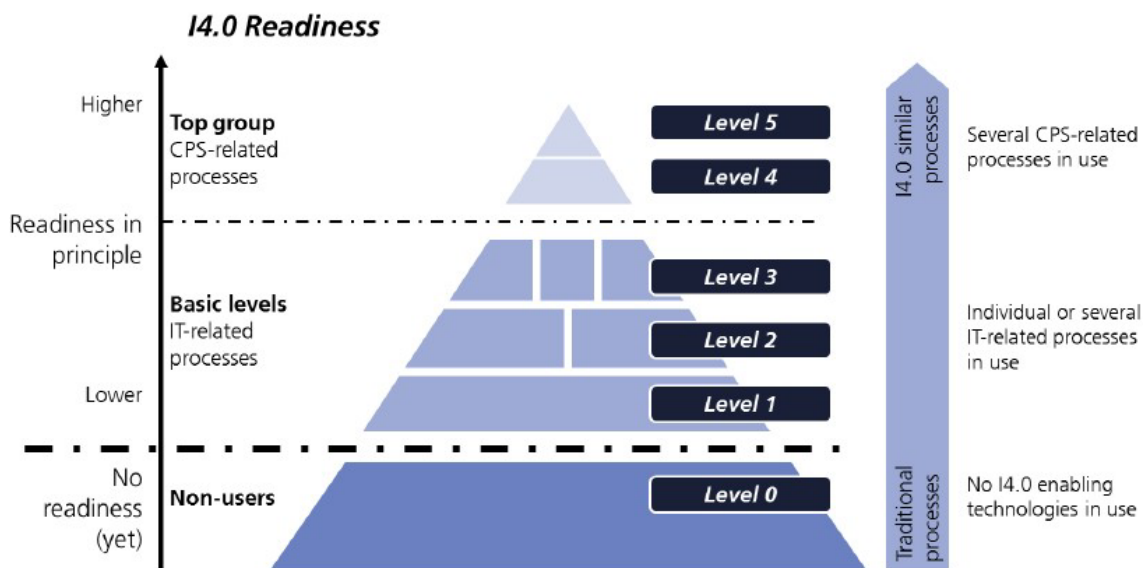 I4.0 Readiness
Higher
Top group
CPS-related
processes
Level 5
Level 4
I4.0 similar
processes
Several CPS-related
processes in use
Readiness in
principle
Basic levels
IT-related
processes
Level 3
Level 2
Level 1
Individual or several
IT-related processes
in use
Lower
No
readiness
(yet)
Non-users
Level 0
Traditional
processes
No I4.0 enabling
technologies in use